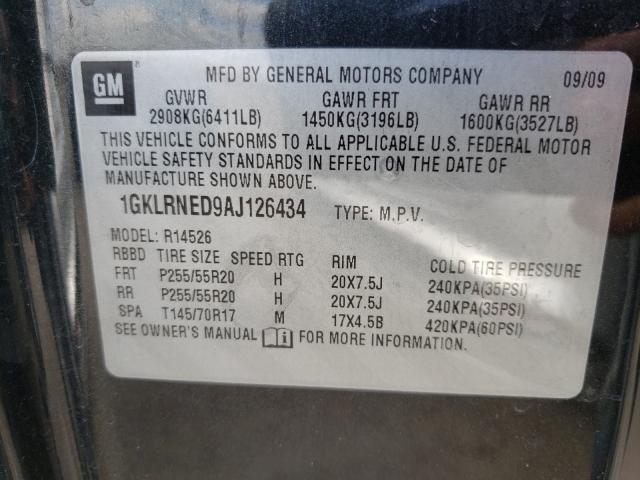 GM
MFD BY GENERAL MOTORS COMPANY 09/09
GVWR GAWR FRT GAWR RR
2908KG(6411LB) 1450KG(3196LB) 1600KG(3527LB)
THIS VEHICLE CONFORMS TO ALL APPLICABLE U.S. FEDERAL MOTOR
VEHICLE SAFETY STANDARDS IN EFFECT ON THE DATE OF
MANUFACTURE SHOWN ABOVE.
1GKLRNED9AJ126434 TYPE: M.P.V.
MODEL: R14526
RBBD TIRE SIZE SPEED RTG RIM COLD TIRE PRESSURE
FRT P255/55R20 H 20X7.5J 240KPA(35PSI)
RR P255/55R20 H 20X7.5J 240KPA(35PSI)
SPA T145/70R17 M 17X4.5B 420KPA(60PSI)
SEE OWNER'S MANUAL i FOR MORE INFORMATION.